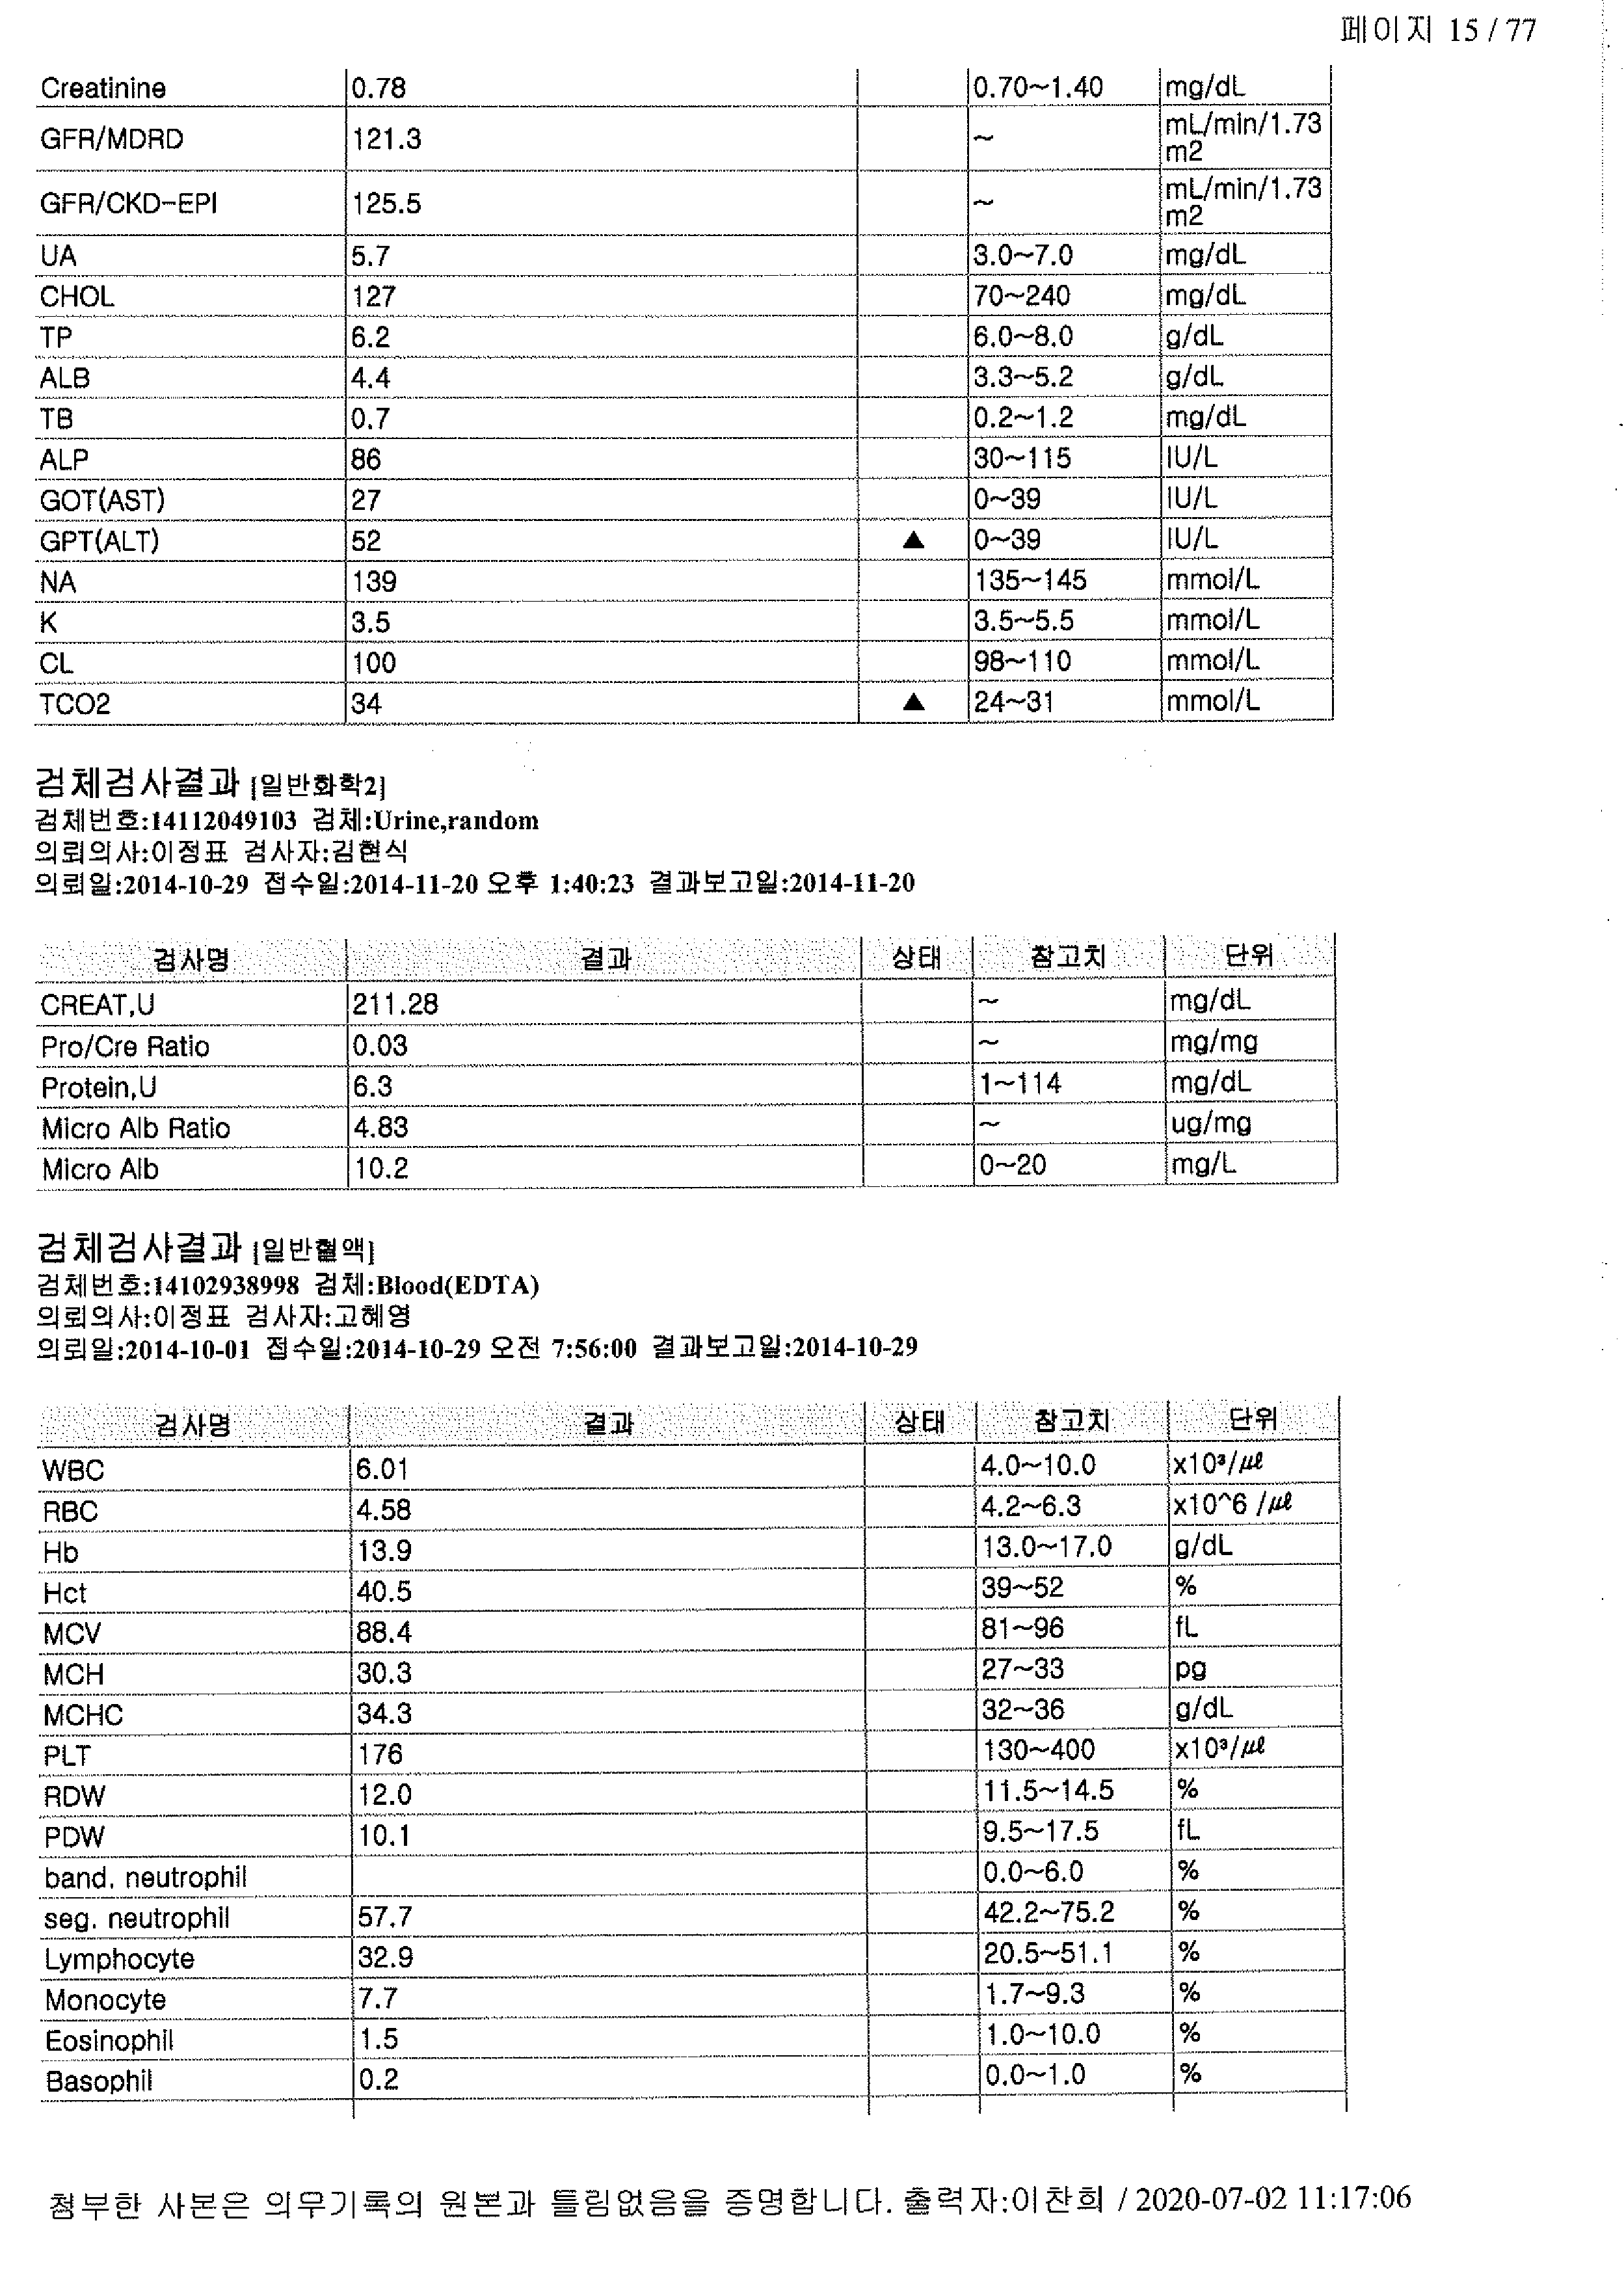 페이지 15 / 77
Creatinine 0.78 0.70~1.40 mg/dL
GFR/MDRD 121.3 ~ mL/min/1.73 m2
GFR/CKD-EPI 125.5 ~ mL/min/1.73 m2
UA 5.7 3.0~7.0 mg/dL
CHOL 127 70~240 mg/dL
TP 6.2 6.0~8.0 g/dL
ALB 4.4 3.3~5.2 g/dL
TB 0.7 0.2~1.2 mg/dL
ALP 86 30~115 IU/L
GOT(AST) 27 0~39 IU/L
GPT(ALT) 52 ▲ 0~39 IU/L
NA 139 135~145 mmol/L
K 3.5 3.5~5.5 mmol/L
CL 100 98~110 mmol/L
TCO2 34 ▲ 24~31 mmol/L
검체검사결과 [일반화학2]
검체번호:14112049103 검체:Urine,random
의뢰의사:이정표 검사자:김현식
의뢰일:2014-10-29 접수일:2014-11-20 오후 1:40:23 결과보고일:2014-11-20
검사명 결과 상태 참고치 단위
CREAT,U 211.28 ~ mg/dL
Pro/Cre Ratio 0.03 ~ mg/mg
Protein,U 6.3 1~114 mg/dL
Micro Alb Ratio 4.83 ~ ug/mg
Micro Alb 10.2 0~20 mg/L
검체검사결과 [일반혈액]
검체번호:14102938998 검체:Blood(EDTA)
의뢰의사:이정표 검사자:고혜영
의뢰일:2014-10-01 접수일:2014-10-29 오전 7:56:00 결과보고일:2014-10-29
검사명 결과 상태 참고치 단위
WBC 6.01 4.0~10.0 x10³/㎕
RBC 4.58 4.2~6.3 x10^6 /㎕
Hb 13.9 13.0~17.0 g/dL
Hct 40.5 39~52 %
MCV 88.4 81~96 fL
MCH 30.3 27~33 pg
MCHC 34.3 32~36 g/dL
PLT 176 130~400 x10³/㎕
RDW 12.0 11.5~14.5 %
PDW 10.1 9.5~17.5 fL
band. neutrophil 0.0~6.0 %
seg. neutrophil 57.7 42.2~75.2 %
Lymphocyte 32.9 20.5~51.1 %
Monocyte 7.7 1.7~9.3 %
Eosinophil 1.5 1.0~10.0 %
Basophil 0.2 0.0~1.0 %
첨부한 사본은 의무기록의 원본과 틀림없음을 증명합니다. 출력자:이찬희 / 2020-07-02 11:17:06